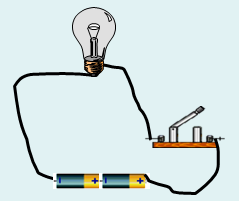 - + - +